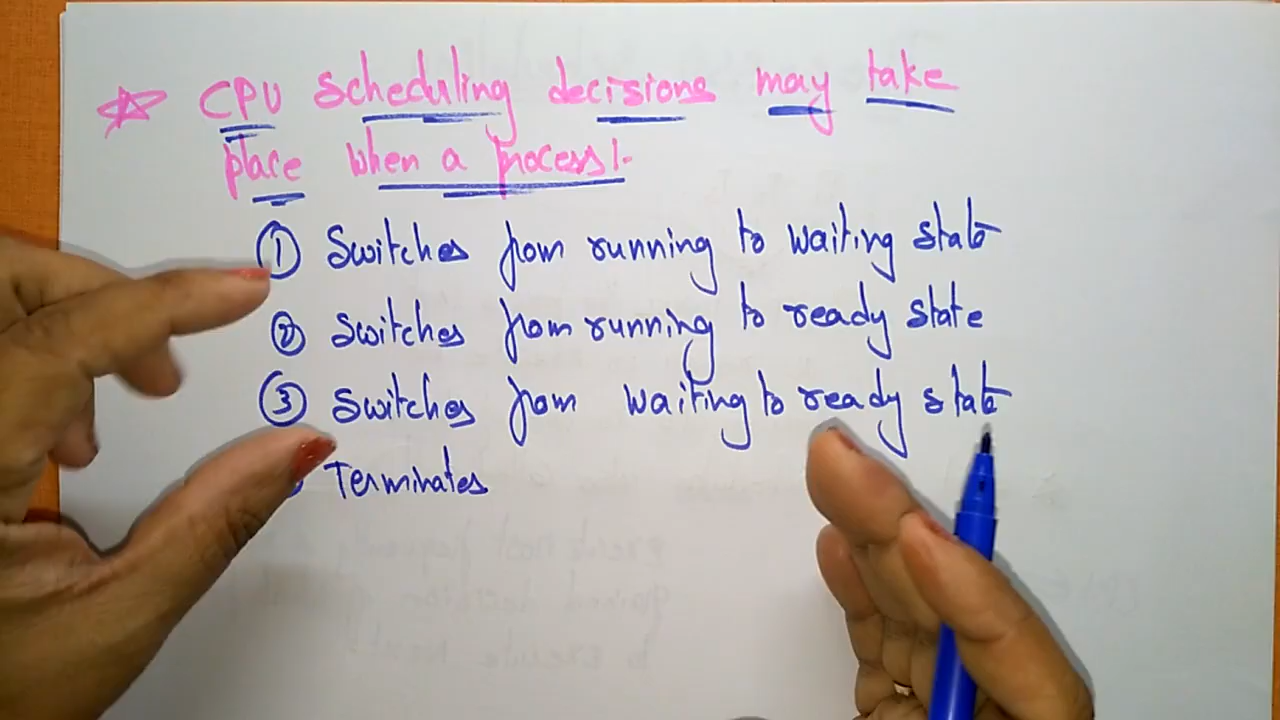 ☆ CPU scheduling decisions may take
place when a process:-
① Switches from running to waiting state
② Switches from running to ready state
③ Switches from waiting to ready state
Terminates